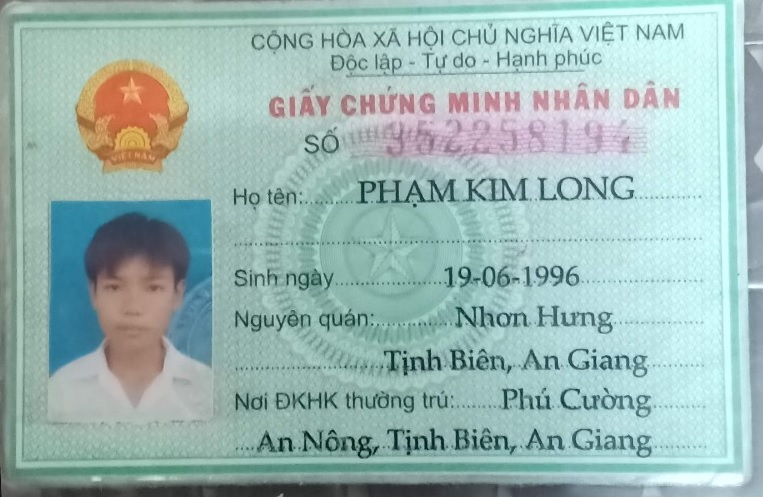 CỘNG HÒA XÃ HỘI CHỦ NGHĨA VIỆT NAM
Độc lập - Tự do - Hạnh phúc
GIẤY CHỨNG MINH NHÂN DÂN
SỐ 352258194
Họ tên: PHẠM KIM LONG
Sinh ngày 19-06-1996
Nguyên quán: Nhơn Hưng
Tịnh Biên, An Giang
Nơi ĐKHK thường trú: Phú Cường
An Nông, Tịnh Biên, An Giang
VIỆT NAM